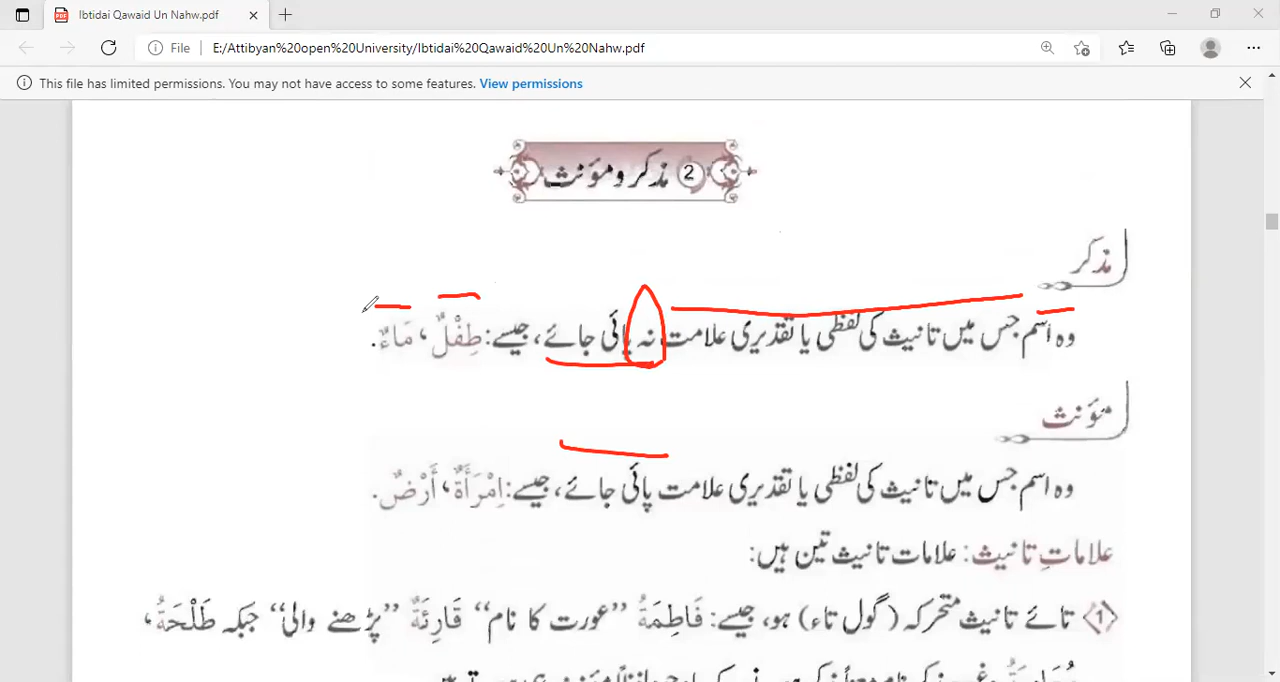 Ibtidai Qawaid Un Nahw.pdf
File E:/Attibyan%20open%20University/Ibtidai%20Qawaid%20Un%20Nahw.pdf
This file has limited permissions. You may not have access to some features. View permissions
2 مذکر و مؤنث
مذکر
وہ اسم جس میں تانیث کی لفظی یا تقدیری علامت نہ پائی جائے، جیسے: طِفْلٌ، مَاءٌ.
مؤنث
وہ اسم جس میں تانیث کی لفظی یا تقدیری علامت پائی جائے، جیسے: اِمْرَأَةٌ، أَرْضٌ.
علاماتِ تانیث: علامات تانیث تین ہیں:
〈1〉 تائے تانیث متحرکہ (گول تاء) ہو، جیسے: فَاطِمَةُ ”عورت کا نام“ قَارِئَةٌ ”پڑھنے والی“ جبکہ طَلْحَةُ،